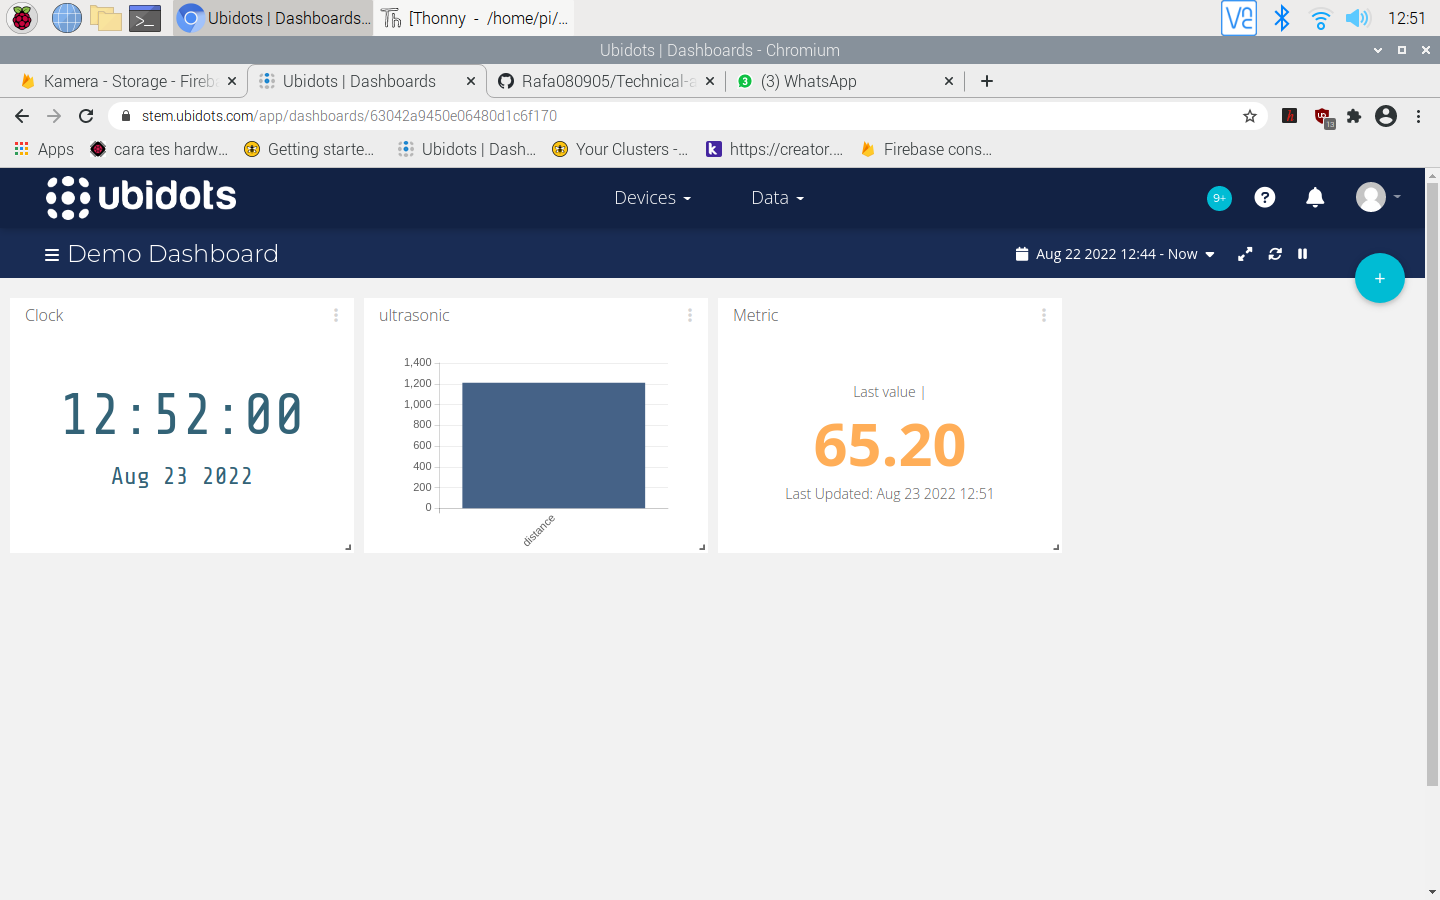 Ubidots | Dashboards...
[Thonny - /home/pi/...
12:51
Ubidots | Dashboards - Chromium
Kamera - Storage - Fireba
Ubidots | Dashboards
Rafa080905/Technical-a
(3) WhatsApp
stem.ubidots.com/app/dashboards/63042a9450e06480d1c6f170
13
Apps
cara tes hardw...
Getting starte...
Ubidots | Dash...
Your Clusters -...
https://creator....
Firebase cons...
ubidots
Devices
Data
9+
Demo Dashboard
Aug 22 2022 12:44 - Now
Clock
12:52:00
Aug 23 2022
ultrasonic
1,400
1,200
1,000
800
600
400
200
0
distance
Metric
Last value |
65.20
Last Updated: Aug 23 2022 12:51